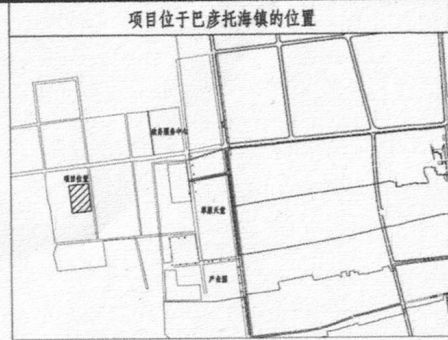 项目位于巴彦托海镇的位置
政务服务中心
项目位置
草原天堂
产业园